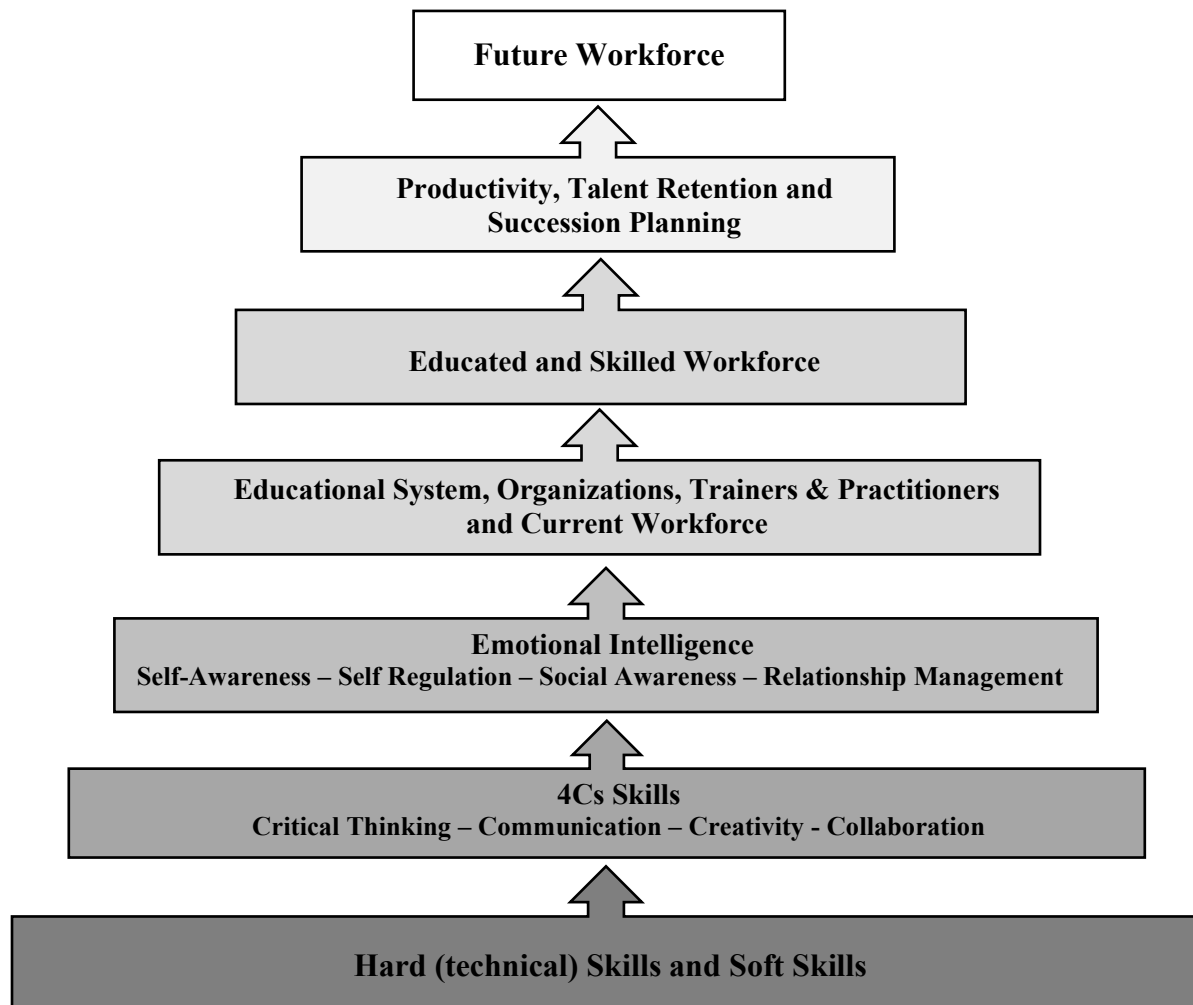 Future Workforce
Productivity, Talent Retention and
Succession Planning
Educated and Skilled Workforce
Educational System, Organizations, Trainers & Practitioners
and Current Workforce
Emotional Intelligence
Self-Awareness – Self Regulation – Social Awareness – Relationship Management
4Cs Skills
Critical Thinking – Communication – Creativity - Collaboration
Hard (technical) Skills and Soft Skills